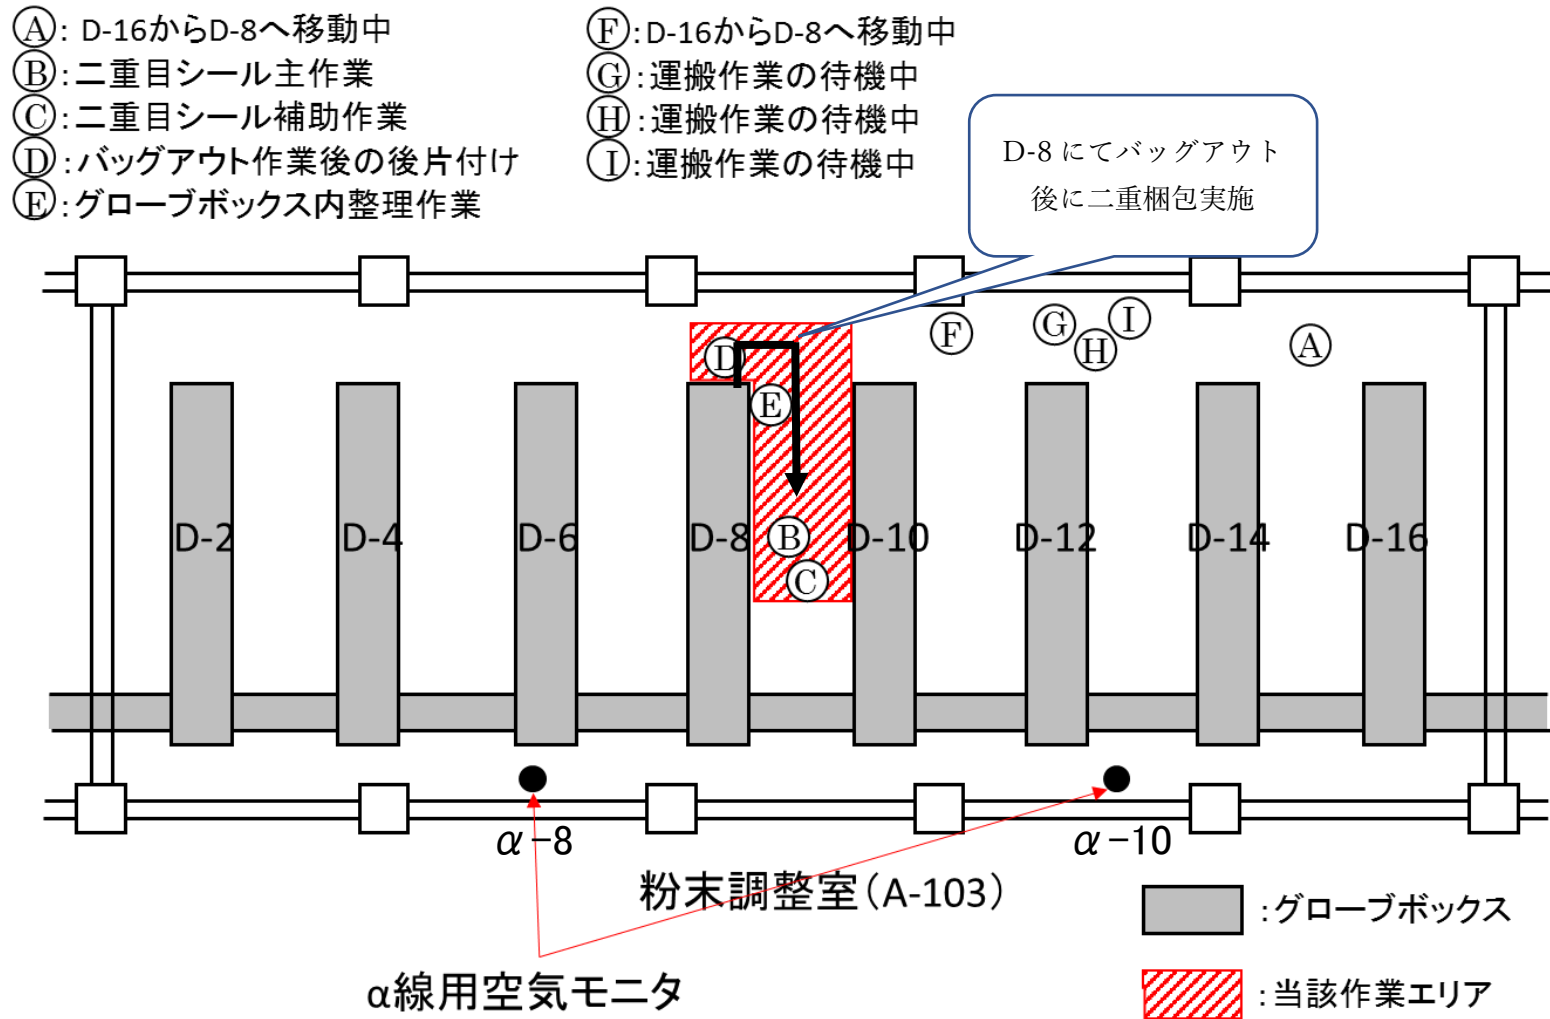 Ⓐ: D-16からD-8へ移動中
Ⓑ:二重目シール主作業
Ⓒ:二重目シール補助作業
Ⓓ:バッグアウト作業後の後片付け
Ⓔ:グローブボックス内整理作業
Ⓕ:D-16からD-8へ移動中
Ⓖ:運搬作業の待機中
Ⓗ:運搬作業の待機中
Ⓘ:運搬作業の待機中
D-8 にてバッグアウト
後に二重梱包実施
Ⓓ
Ⓔ
Ⓑ
Ⓒ
Ⓕ
Ⓖ
Ⓗ
Ⓘ
Ⓐ
D-2
D-4
D-6
D-8
D-10
D-12
D-14
D-16
α-8
α-10
粉末調整室(A-103)
α線用空気モニタ
:グローブボックス
:当該作業エリア